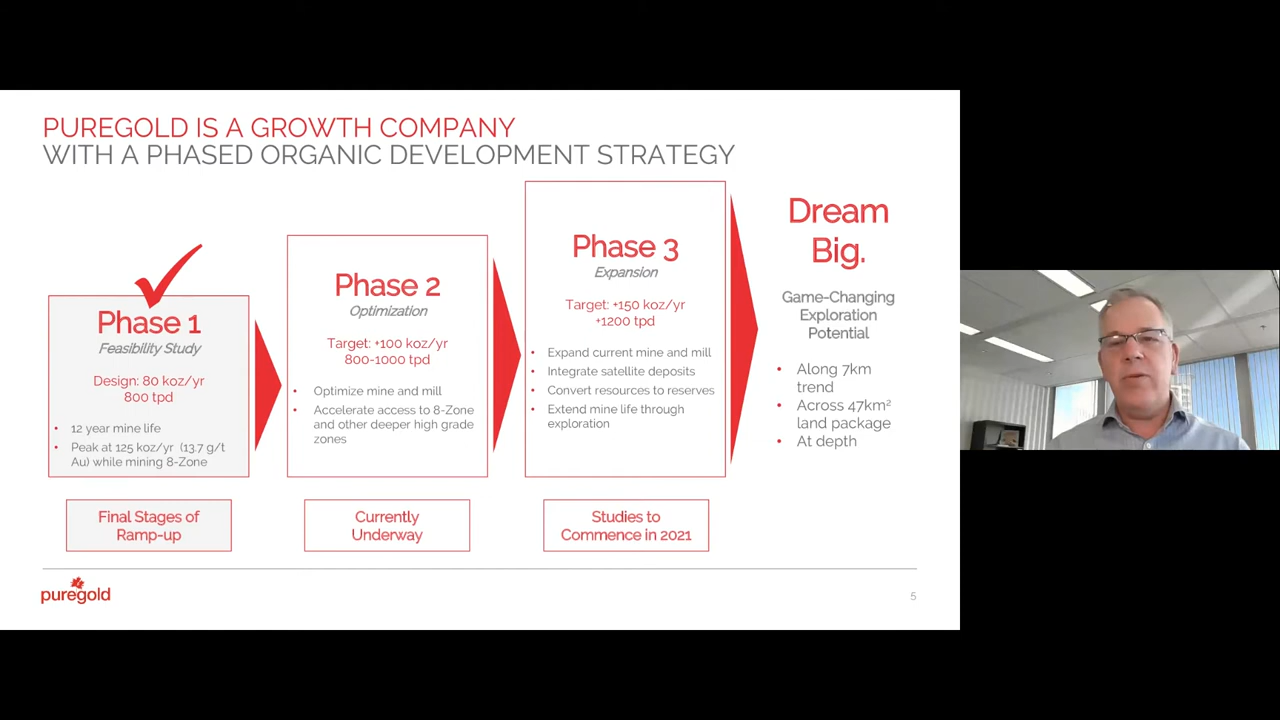 PUREGOLD IS A GROWTH COMPANY
WITH A PHASED ORGANIC DEVELOPMENT STRATEGY
Phase 1
Feasibility Study
Design: 80 koz/yr
800 tpd
• 12 year mine life
• Peak at 125 koz/yr (13.7 g/t
Au) while mining 8-Zone
Final Stages of
Ramp-up
Phase 2
Optimization
Target: +100 koz/yr
800-1000 tpd
• Optimize mine and mill
• Accelerate access to 8-Zone
and other deeper high grade
zones
Currently
Underway
Phase 3
Expansion
Target: +150 koz/yr
+1200 tpd
• Expand current mine and mill
• Integrate satellite deposits
• Convert resources to reserves
• Extend mine life through
exploration
Studies to
Commence in 2021
Dream
Big.
Game-Changing
Exploration
Potential
• Along 7km
trend
• Across 47km²
land package
• At depth
puregold
5